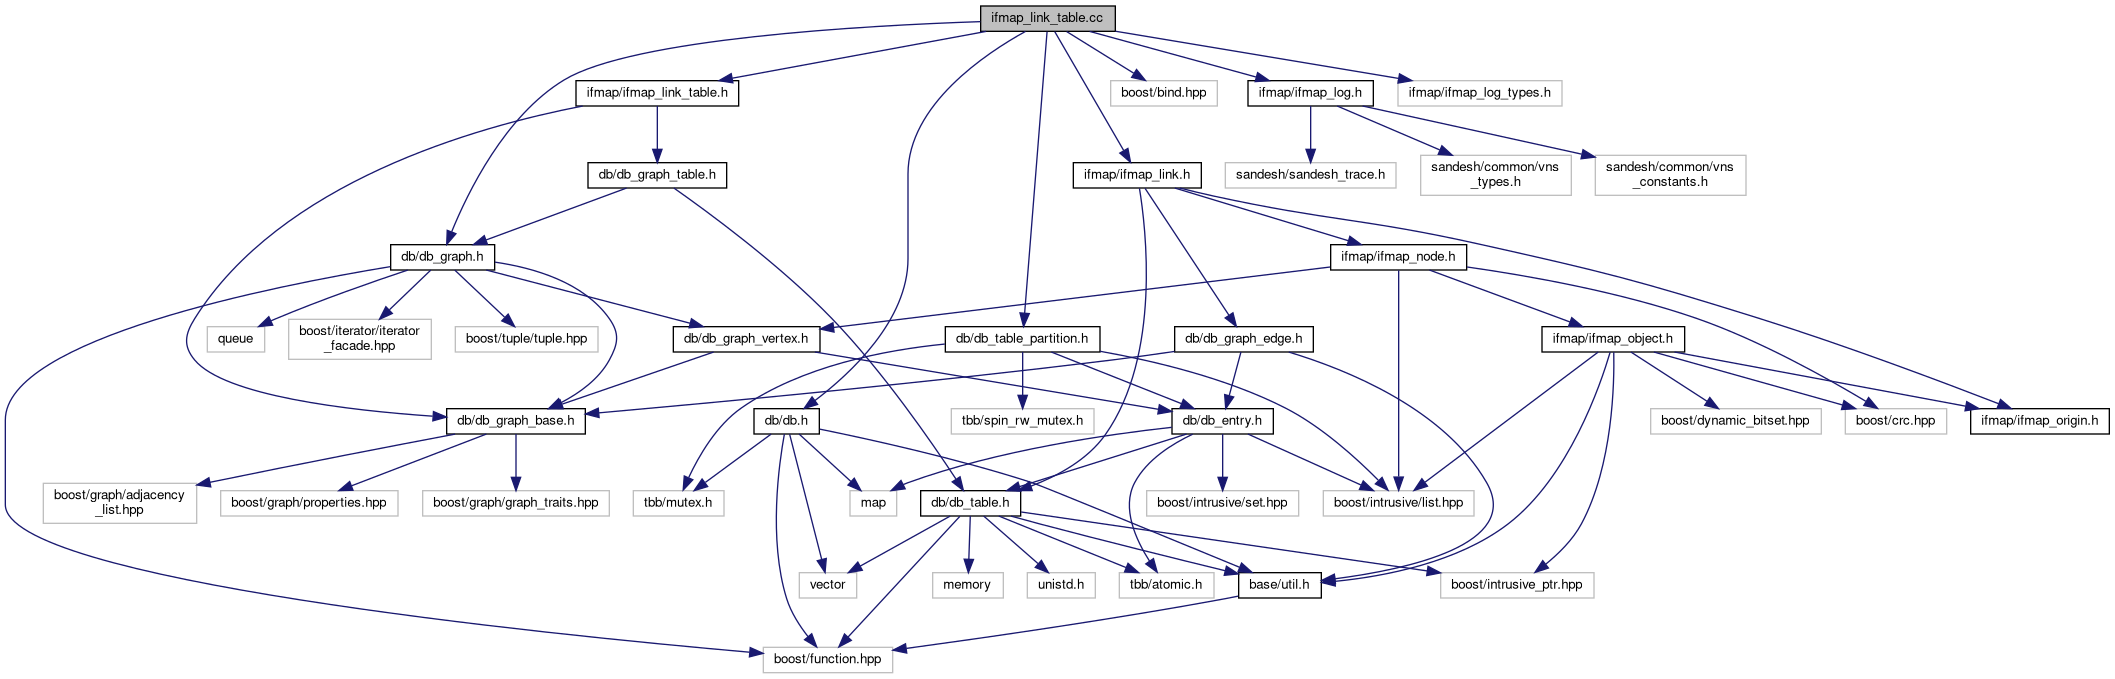 ifmap_link_table.cc
ifmap/ifmap_link_table.h
boost/bind.hpp
ifmap/ifmap_log.h
ifmap/ifmap_log_types.h
db/db_graph_table.h
ifmap/ifmap_link.h
sandesh/sandesh_trace.h
sandesh/common/vns
_types.h
sandesh/common/vns
_constants.h
db/db_graph.h
ifmap/ifmap_node.h
queue
boost/iterator/iterator
_facade.hpp
boost/tuple/tuple.hpp
db/db_graph_vertex.h
db/db_table_partition.h
db/db_graph_edge.h
ifmap/ifmap_object.h
db/db_graph_base.h
db/db.h
tbb/spin_rw_mutex.h
db/db_entry.h
boost/dynamic_bitset.hpp
boost/crc.hpp
ifmap/ifmap_origin.h
boost/graph/adjacency
_list.hpp
boost/graph/properties.hpp
boost/graph/graph_traits.hpp
tbb/mutex.h
map
db/db_table.h
boost/intrusive/set.hpp
boost/intrusive/list.hpp
vector
memory
unistd.h
tbb/atomic.h
base/util.h
boost/intrusive_ptr.hpp
boost/function.hpp